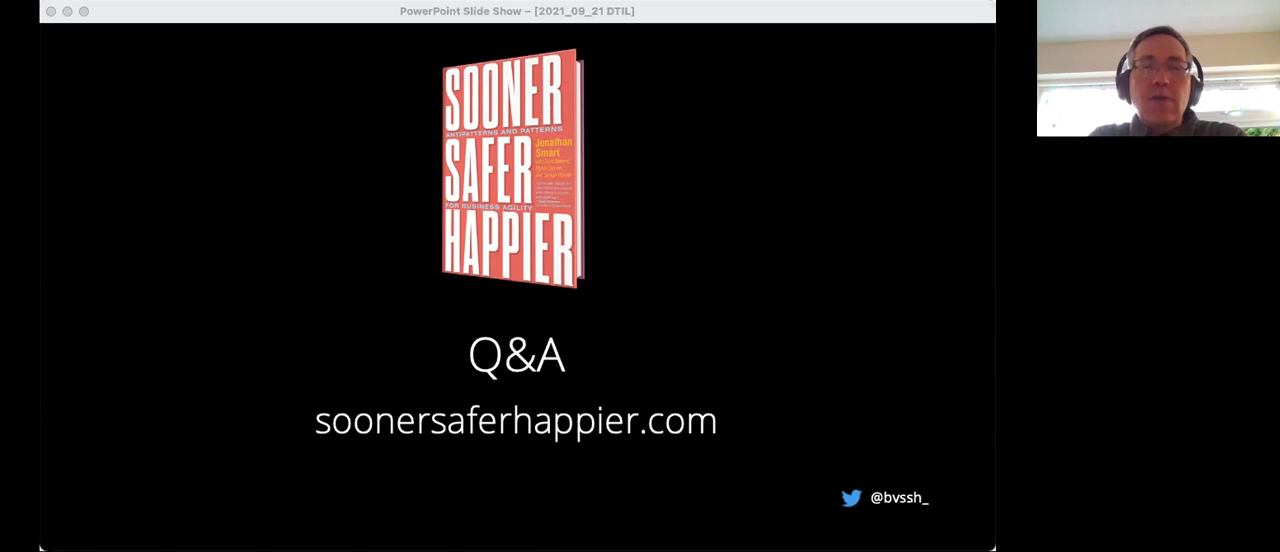 PowerPoint Slide Show – [2021_09_21 DTIL]
SOONER
ANTIPATTERNS AND PATTERNS
SAFER
Jonathan
Smart
FOR BUSINESS AGILITY
HAPPIER
Q&A
soonersaferhappier.com
@bvssh_